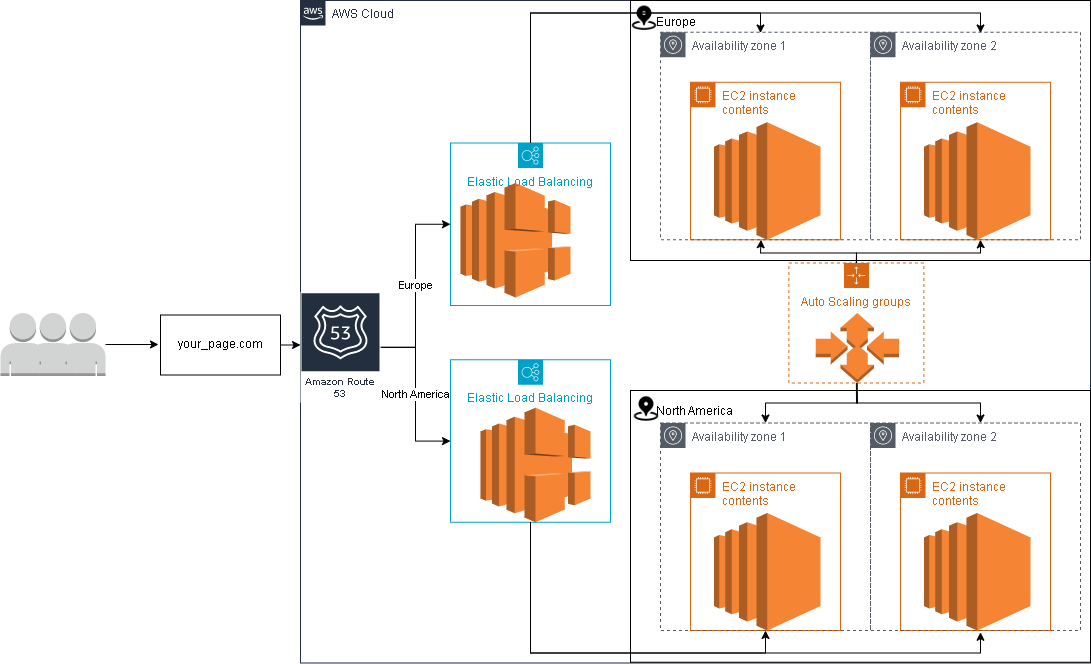 aws
AWS Cloud
Europe
Availability zone 1
Availability zone 2
EC2 instance
contents
EC2 instance
contents
Elastic Load Balancing
Europe
Auto Scaling groups
your_page.com
53
Amazon Route
53
North America
Elastic Load Balancing
North America
Availability zone 1
Availability zone 2
EC2 instance
contents
EC2 instance
contents